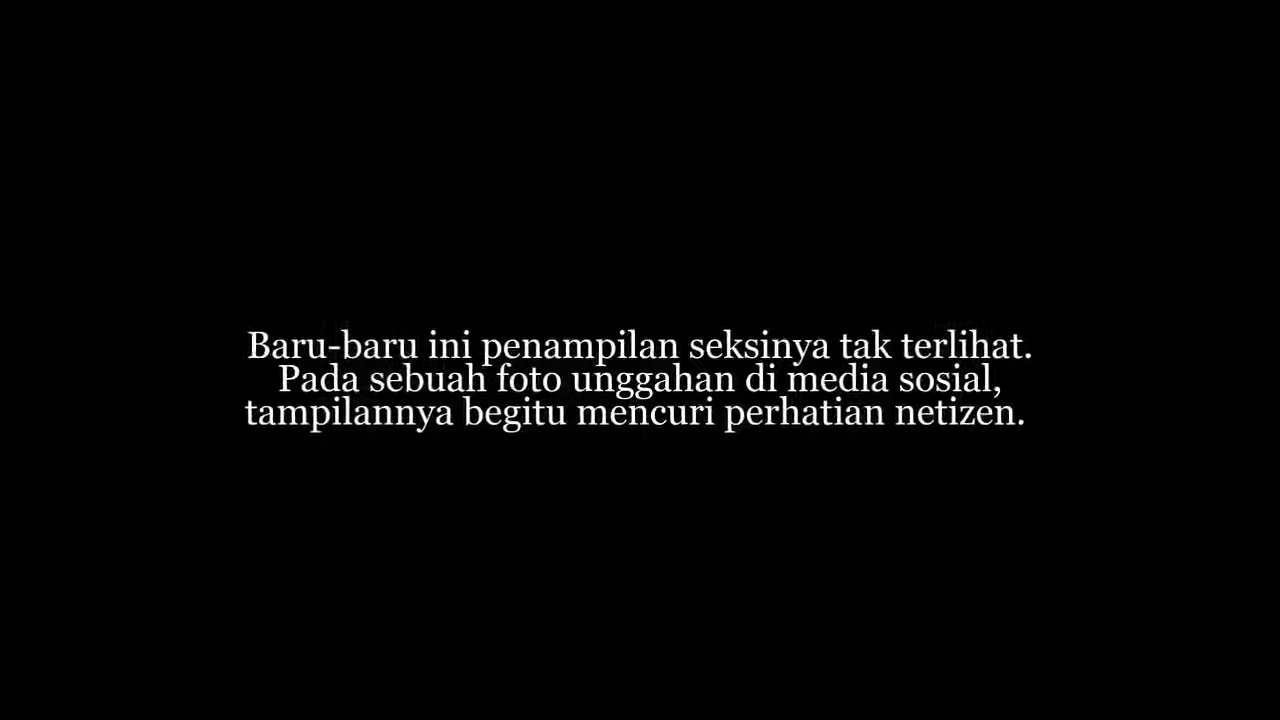 Baru-baru ini penampilan seksinya tak terlihat.
Pada sebuah foto unggahan di media sosial,
tampilannya begitu mencuri perhatian netizen.